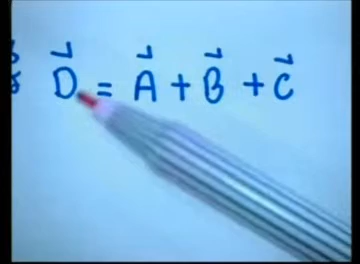 D⃗ = A⃗ + B⃗ + C⃗